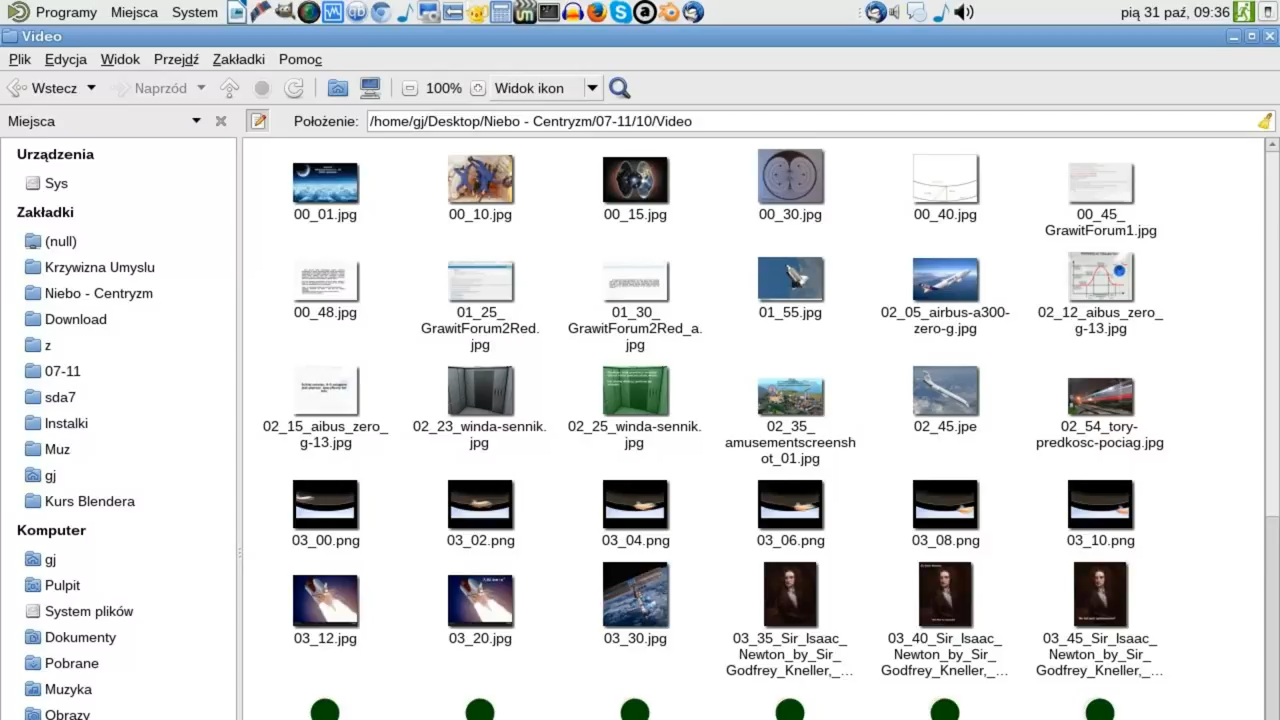 Programy Miejsca System pią 31 paź, 09:36
Video
Plik Edycja Widok Przejdź Zakładki Pomoc
Wstecz Naprzód 100% Widok ikon
Miejsca Położenie: /home/gj/Desktop/Niebo - Centryzm/07-11/10/Video
Urządzenia
Sys
Zakładki
(null)
Krzywizna Umyslu
Niebo - Centryzm
Download
z
07-11
sda7
Instalki
Muz
gj
Kurs Blendera
Komputer
gj
Pulpit
System plików
Dokumenty
Pobrane
Muzyka
Obrazy
00_01.jpg
00_10.jpg
00_15.jpg
00_30.jpg
00_40.jpg
00_45_
GrawitForum1.jpg
00_48.jpg
01_25_
GrawitForum2Red.
jpg
01_30_
GrawitForum2Red_a.
jpg
01_55.jpg
02_05_airbus-a300-
zero-g.jpg
02_12_aibus_zero_
g-13.jpg
02_15_aibus_zero_
g-13.jpg
02_23_winda-sennik.
jpg
02_25_winda-sennik.
jpg
02_35_
amusementscreensh
ot_01.jpg
02_45.jpe
02_54_tory-
predkosc-pociag.jpg
03_00.png
03_02.png
03_04.png
03_06.png
03_08.png
03_10.png
03_12.jpg
03_20.jpg
03_30.jpg
03_35_Sir_Isaac_
Newton_by_Sir_
Godfrey_Kneller,_...
03_40_Sir_Isaac_
Newton_by_Sir_
Godfrey_Kneller,_...
03_45_Sir_Isaac_
Newton_by_Sir_
Godfrey_Kneller,_...